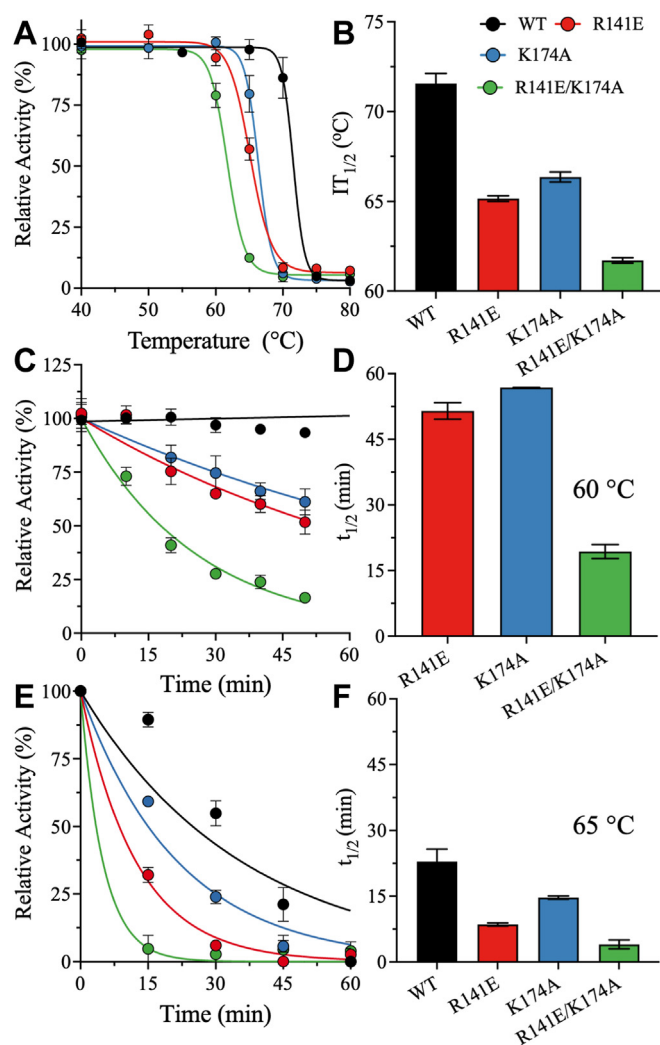 A
Relative Activity (%)
100
75
50
25
0
40
50
60
70
80
Temperature (°C)
B
WT
R141E
K174A
R141E/K174A
IT1/2 (°C)
75
70
65
60
WT
R141E
K174A
R141E/K174A
C
Relative Activity (%)
125
100
75
50
25
0
0
15
30
45
60
Time (min)
D
t1/2 (min)
60
45
30
15
0
60 °C
R141E
K174A
R141E/K174A
E
Relative Activity (%)
100
75
50
25
0
0
15
30
45
60
Time (min)
F
t1/2 (min)
60
45
30
15
0
65 °C
WT
R141E
K174A
R141E/K174A